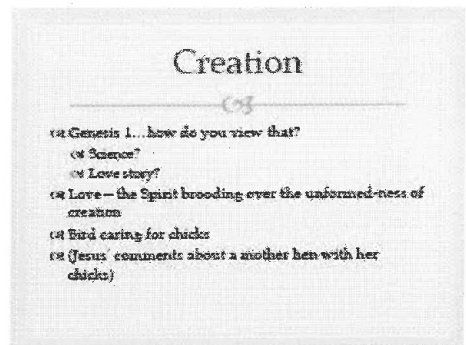 Creation
Genesis 1...how do you view that?
Science?
Love story?
Love – the Spirit brooding over the unformed-ness of
creation
Bird caring for chicks
(Jesus' comments about a mother hen with her
chicks)